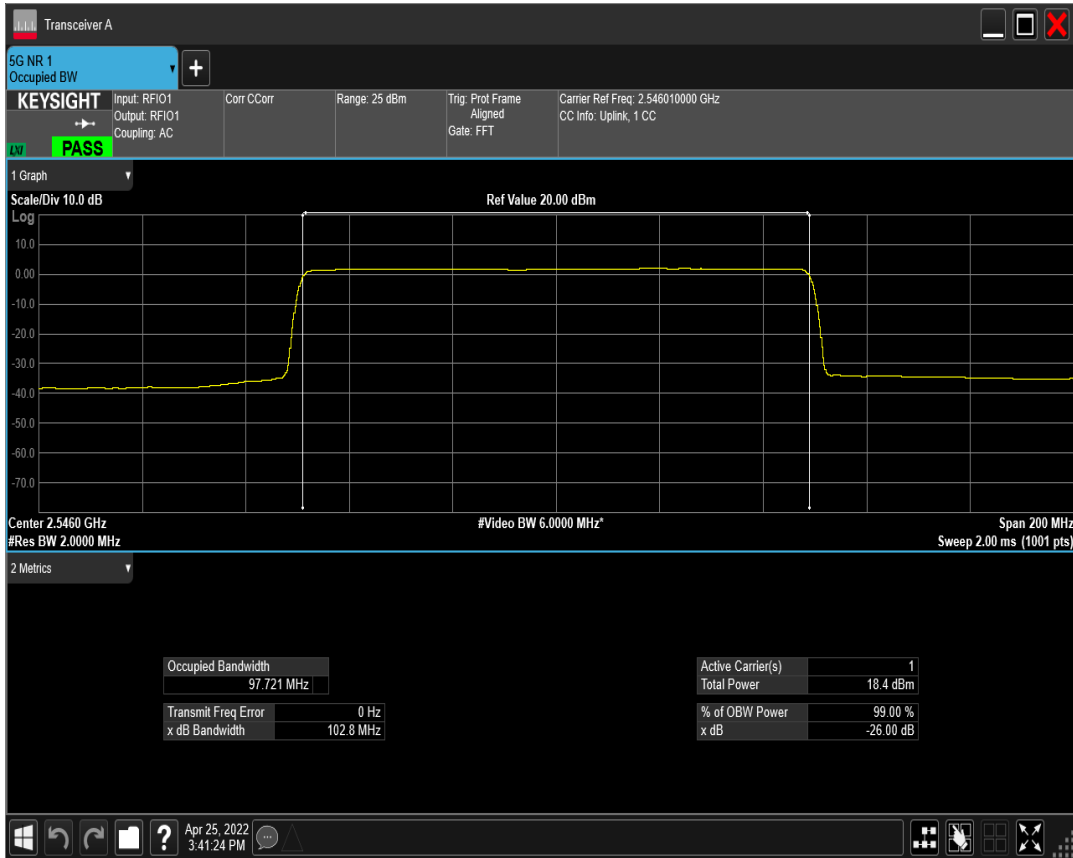 Transceiver A
5G NR 1
Occupied BW
+
KEYSIGHT
LXI
PASS
Input: RFIO1
Output: RFIO1
Coupling: AC
Corr CCorr
Range: 25 dBm
Trig: Prot Frame
Aligned
Gate: FFT
Carrier Ref Freq: 2.546010000 GHz
CC Info: Uplink, 1 CC
1 Graph
Scale/Div 10.0 dB
Ref Value 20.00 dBm
Log
10.0
0.00
-10.0
-20.0
-30.0
-40.0
-50.0
-60.0
-70.0
Center 2.5460 GHz
#Video BW 6.0000 MHz*
Span 200 MHz
#Res BW 2.0000 MHz
Sweep 2.00 ms (1001 pts)
2 Metrics
Occupied Bandwidth
97.721 MHz
Transmit Freq Error 0 Hz
x dB Bandwidth 102.8 MHz
Active Carrier(s) 1
Total Power 18.4 dBm
% of OBW Power 99.00 %
x dB -26.00 dB
?
Apr 25, 2022
3:41:24 PM